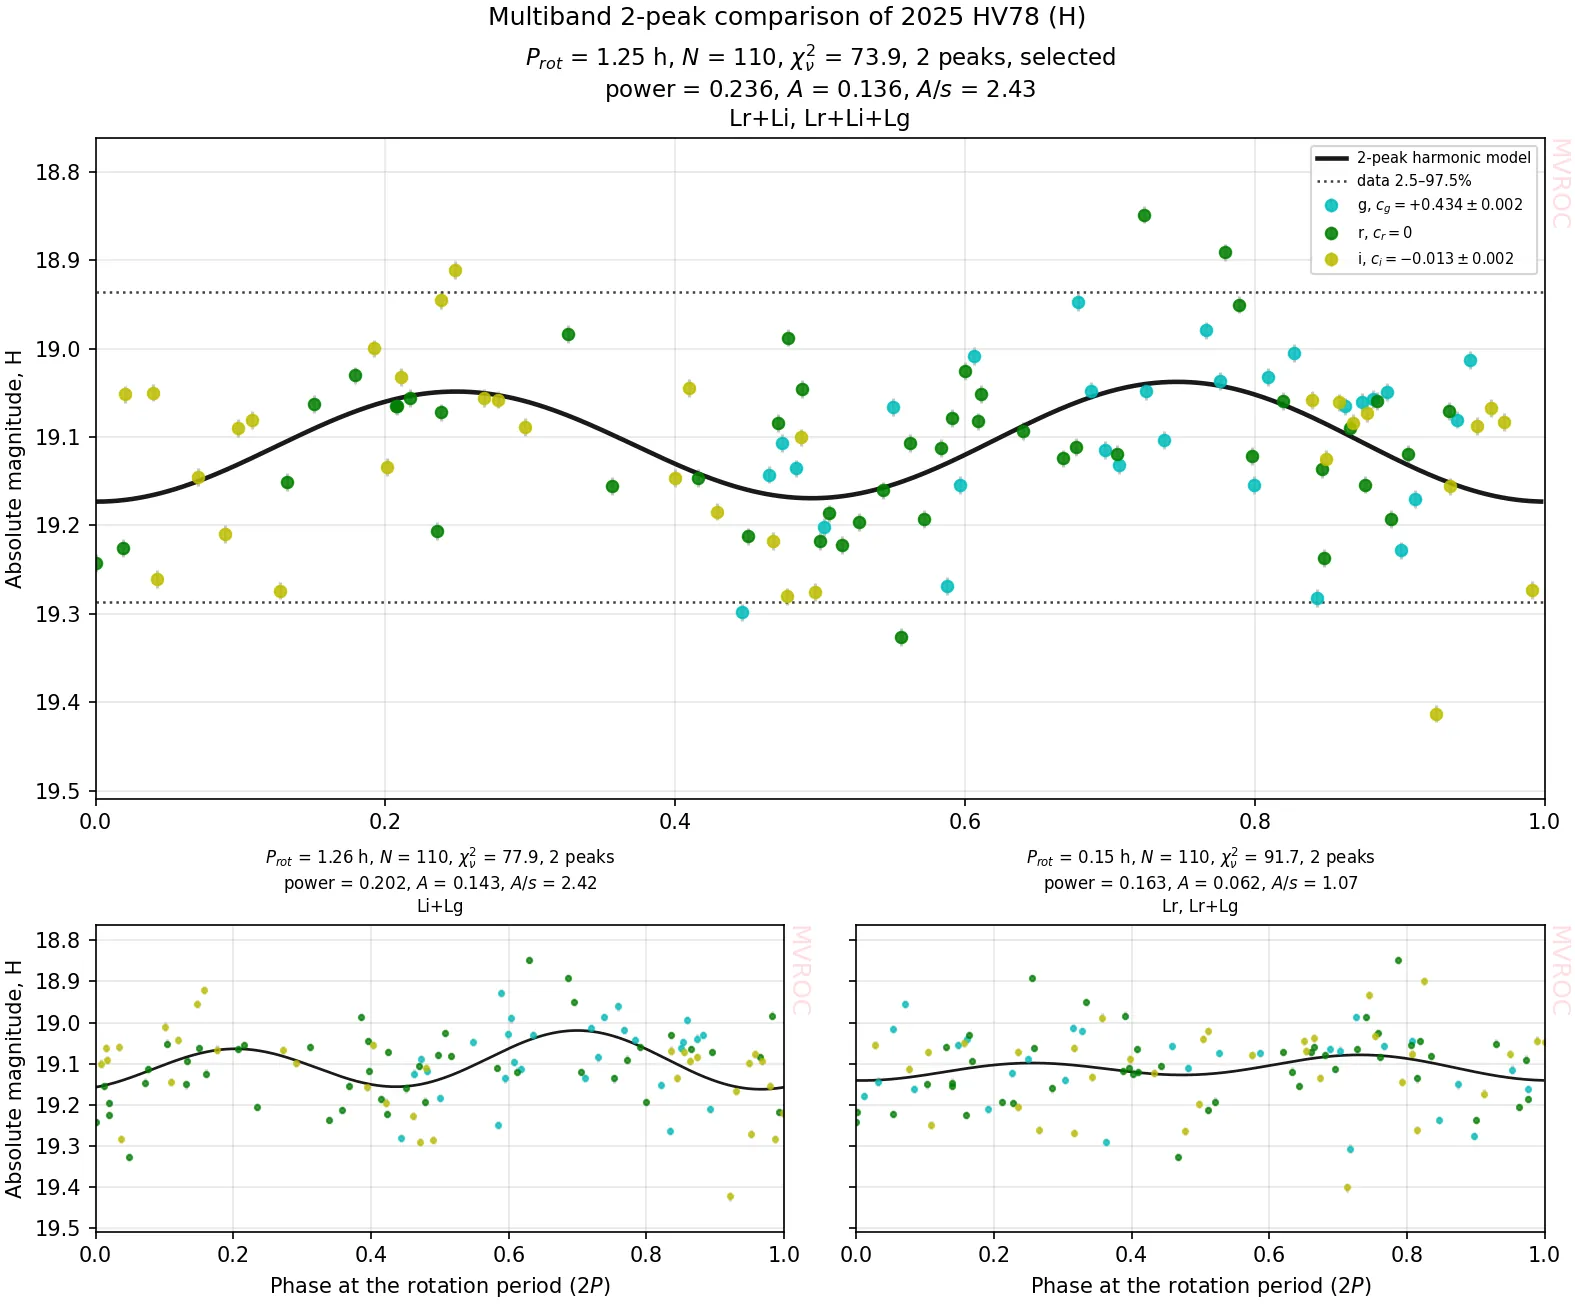 Multiband 2-peak comparison of 2025 HV78 (H)
P_rot = 1.25 h, N = 110, χ²_ν = 73.9, 2 peaks, selected
power = 0.236, A = 0.136, A/s = 2.43
Lr+Li, Lr+Li+Lg
MVROC
2-peak harmonic model
data 2.5–97.5%
g, c_g = +0.434 ± 0.002
r, c_r = 0
i, c_i = −0.013 ± 0.002
Absolute magnitude, H
18.8
18.9
19.0
19.1
19.2
19.3
19.4
19.5
0.0 0.2 0.4 0.6 0.8 1.0
P_rot = 1.26 h, N = 110, χ²_ν = 77.9, 2 peaks
power = 0.202, A = 0.143, A/s = 2.42
Li+Lg
MVROC
Absolute magnitude, H
18.8
18.9
19.0
19.1
19.2
19.3
19.4
19.5
0.0 0.2 0.4 0.6 0.8 1.0
Phase at the rotation period (2P)
P_rot = 0.15 h, N = 110, χ²_ν = 91.7, 2 peaks
power = 0.163, A = 0.062, A/s = 1.07
Lr, Lr+Lg
MVROC
0.0 0.2 0.4 0.6 0.8 1.0
Phase at the rotation period (2P)